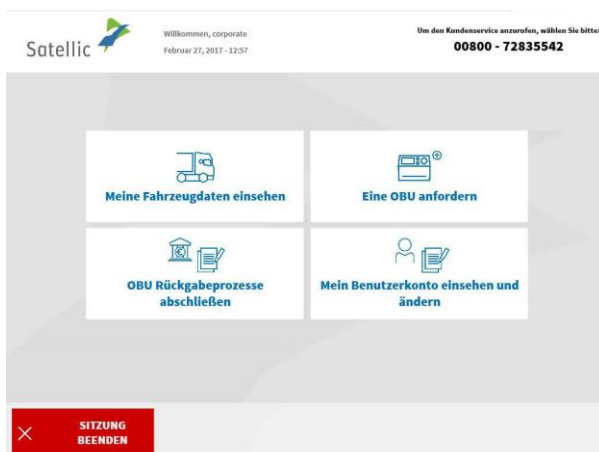 Satellic
Willkommen, corporate
Februar 27, 2017 - 12:57
Um den Kundenservice anzurufen, wählen Sie bitte:
00800 - 72835542
Meine Fahrzeugdaten einsehen
Eine OBU anfordern
OBU Rückgabeprozesse
abschließen
Mein Benutzerkonto einsehen und
ändern
SITZUNG
BEENDEN